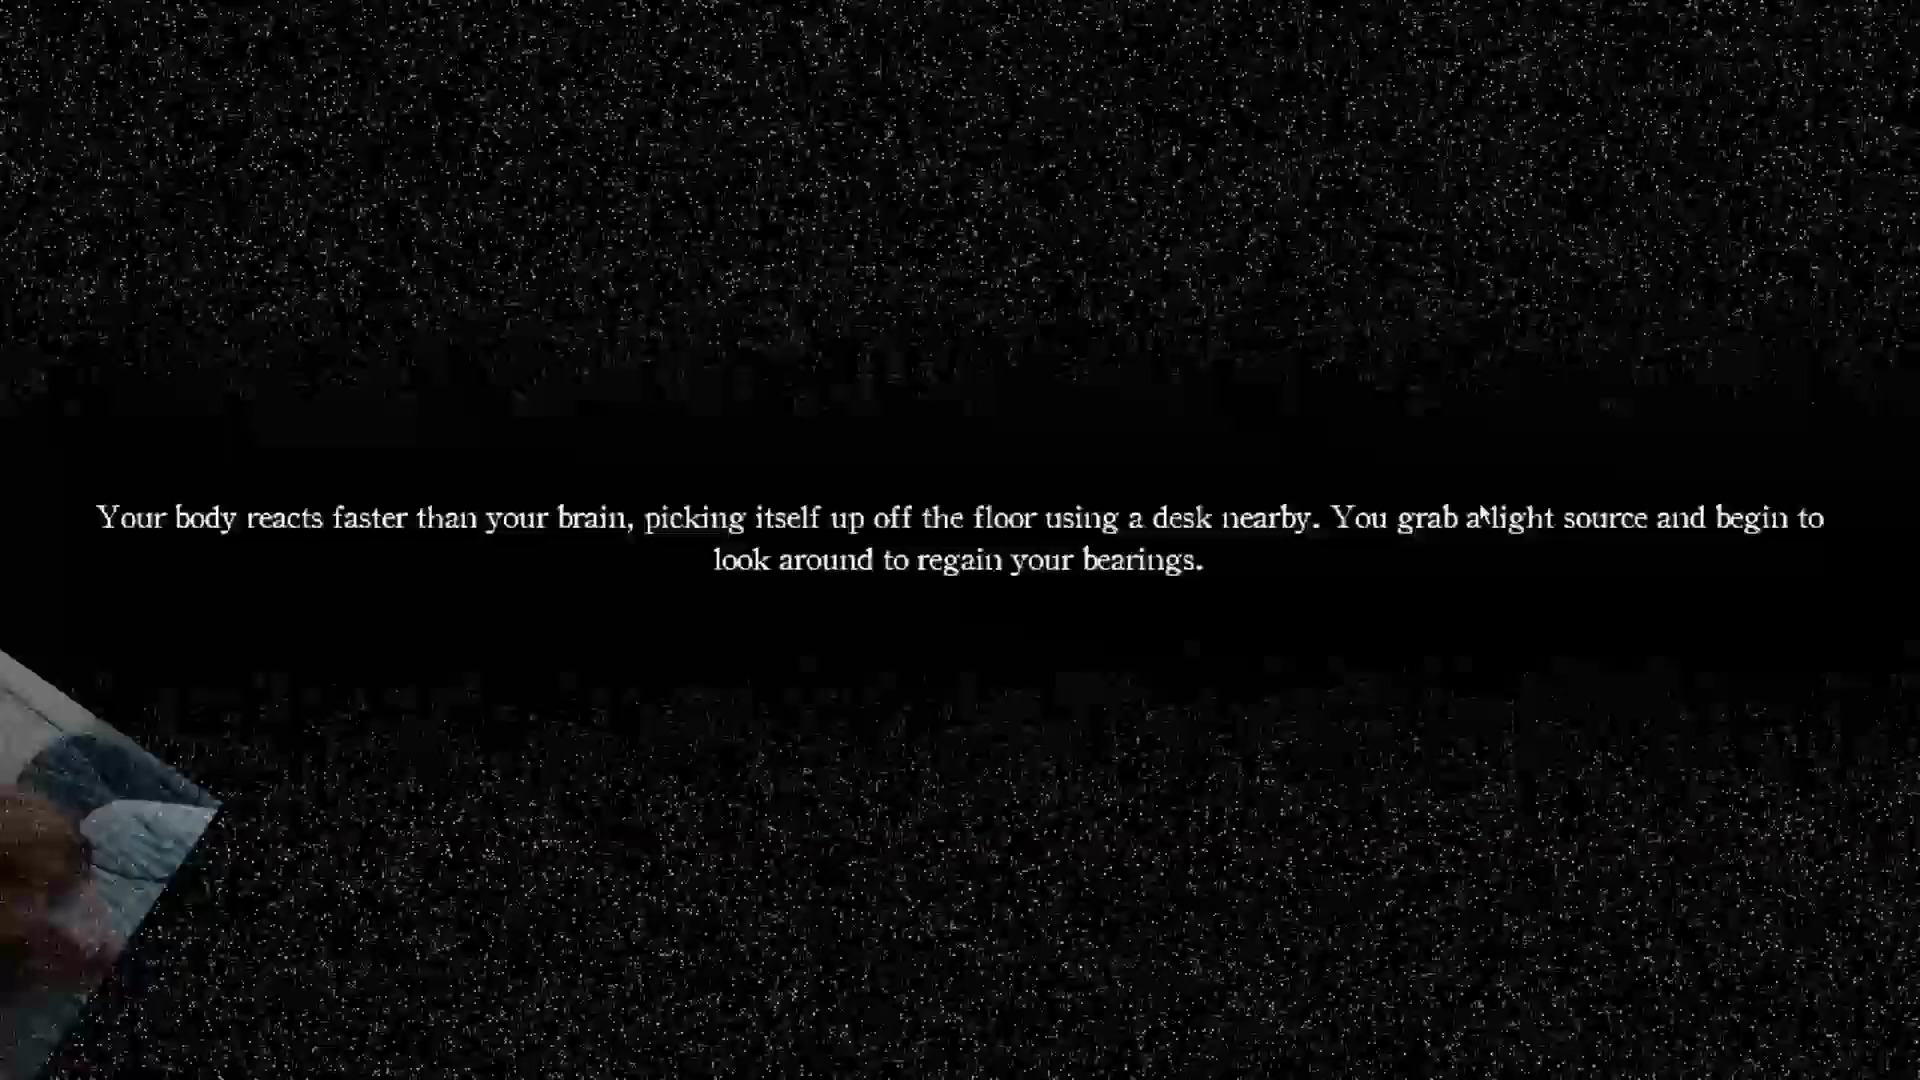 Your body reacts faster than your brain, picking itself up off the floor using a desk nearby. You grab a light source and begin to
look around to regain your bearings.